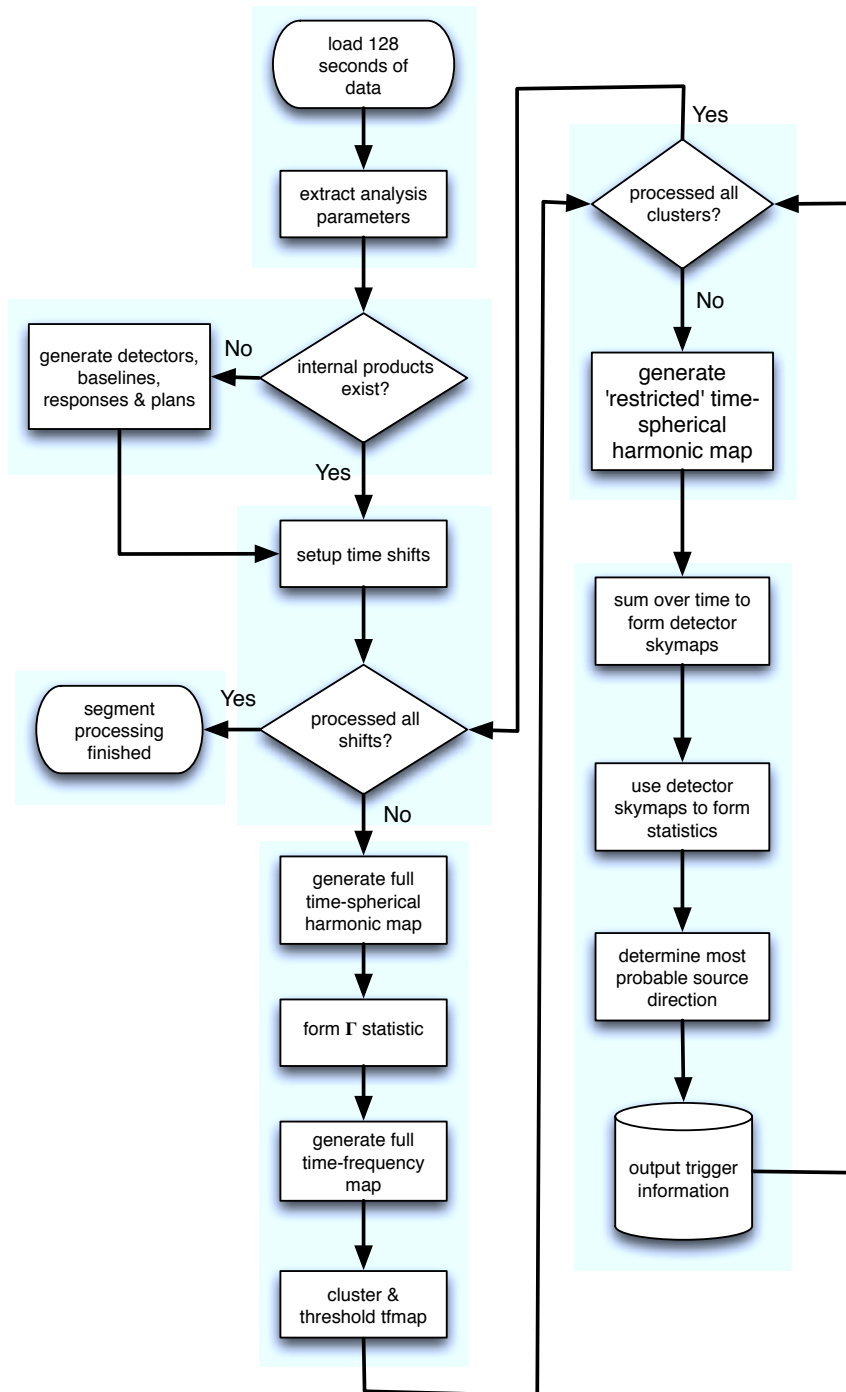 load 128
seconds of
data
extract analysis
parameters
internal products
exist?
No
generate detectors,
baselines,
responses & plans
Yes
setup time shifts
processed all
shifts?
Yes
segment
processing
finished
No
generate full
time-spherical
harmonic map
form Γ statistic
generate full
time-frequency
map
cluster &
threshold tfmap
Yes
processed all
clusters?
No
generate
'restricted' time-
spherical
harmonic map
sum over time to
form detector
skymaps
use detector
skymaps to form
statistics
determine most
probable source
direction
output trigger
information